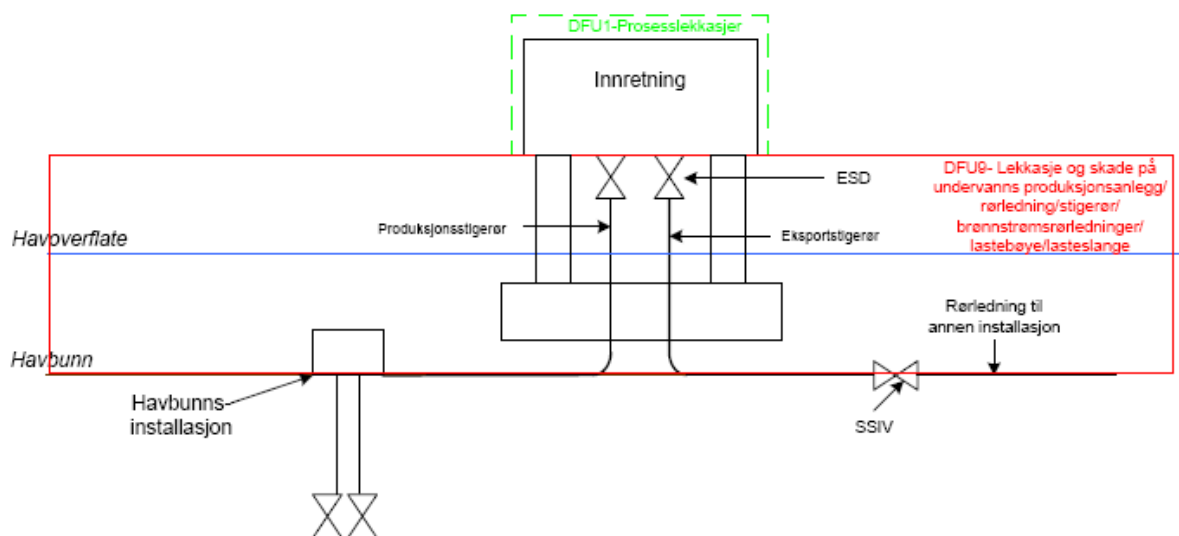 DFU1-Prosesslekkasjer
Innretning
DFU9- Lekkasje og skade på
undervanns produksjonsanlegg/
rørledning/stigerør/
brønnstrømsrørledninger/
lastebøye/lasteslange
ESD
Produksjonsstigerør
Eksportstigerør
Havoverflate
Rørledning til
annen installasjon
Havbunn
Havbunns
installasjon
SSIV